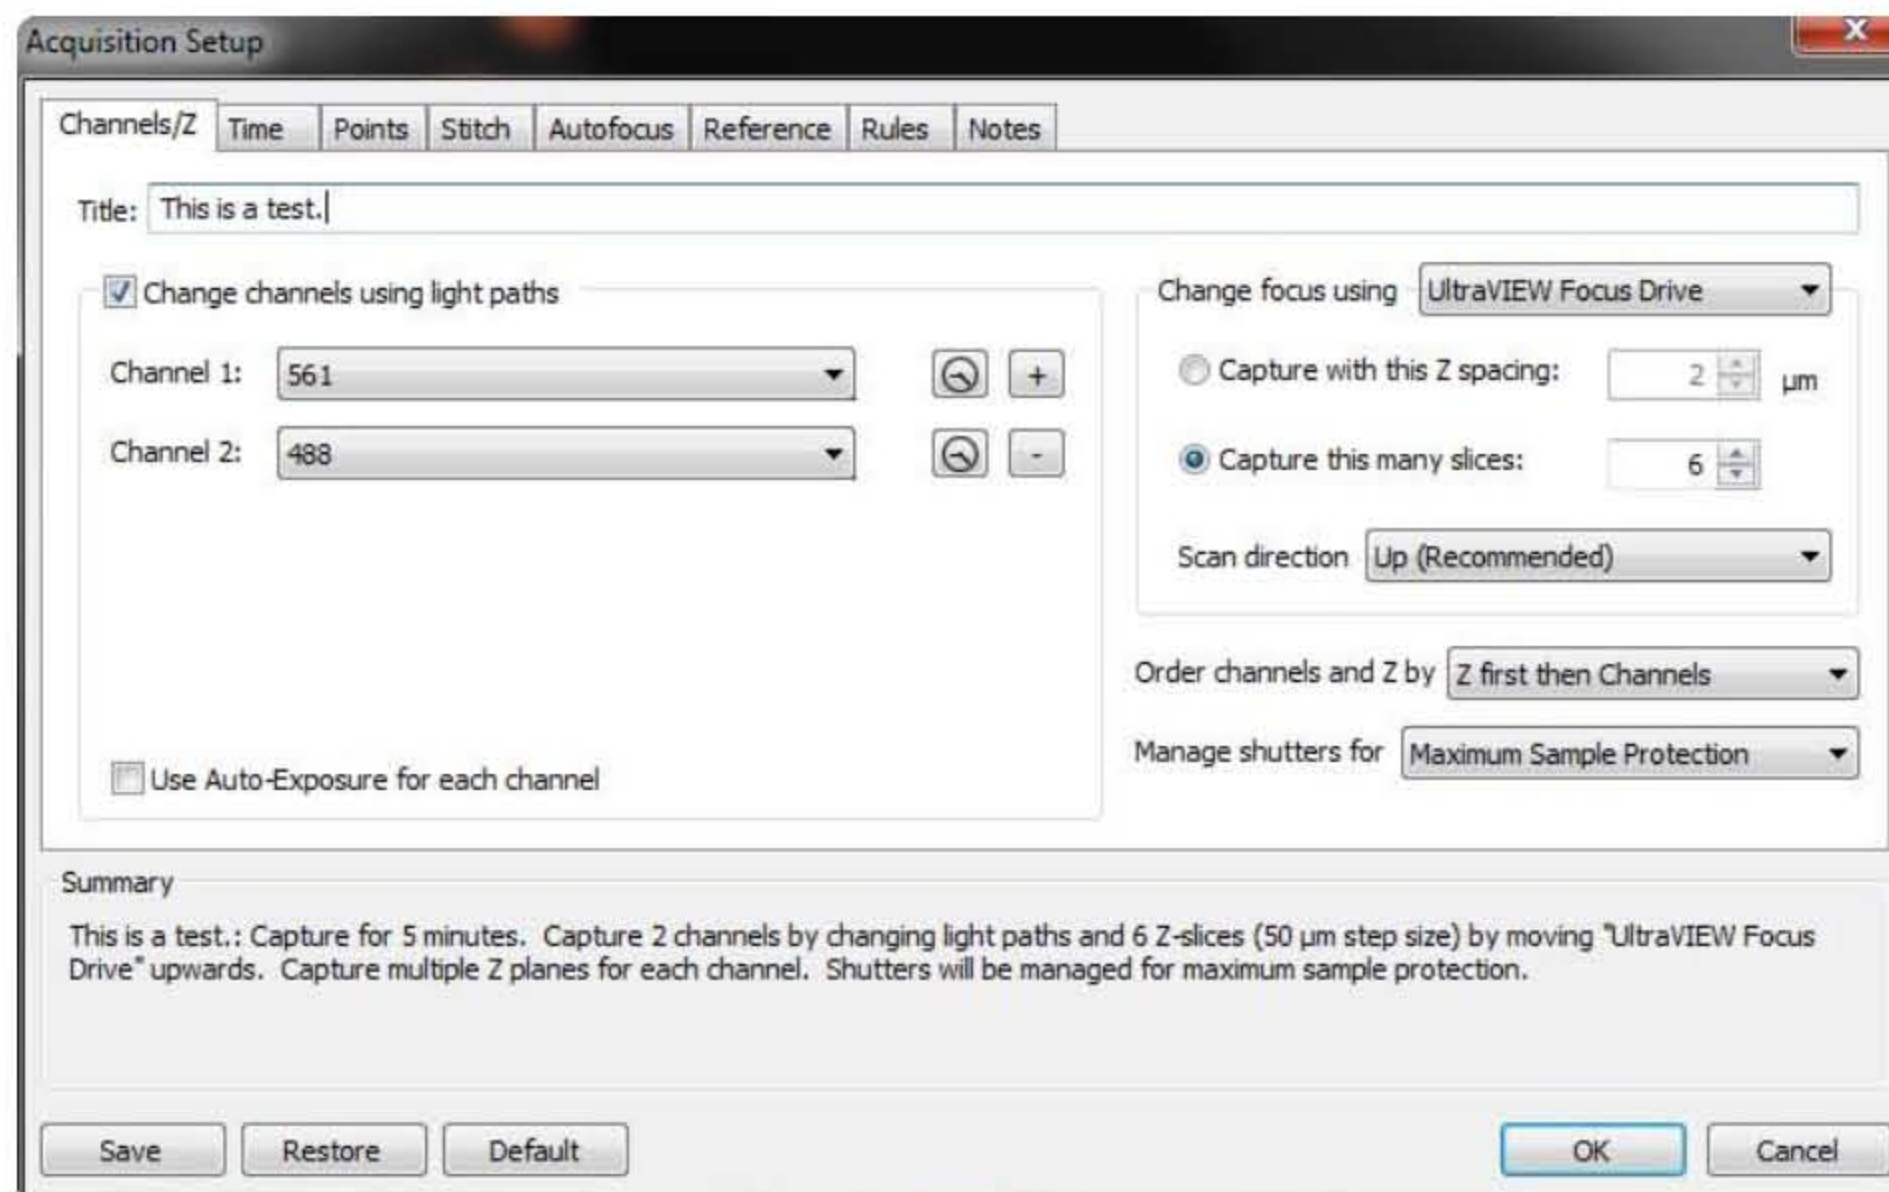 Acquisition Setup
X
Channels/Z Time Points Stitch Autofocus Reference Rules Notes
Title: This is a test.
Change channels using light paths
Channel 1: 561 +
Channel 2: 488 -
Use Auto-Exposure for each channel
Change focus using UltraVIEW Focus Drive
Capture with this Z spacing: 2 µm
Capture this many slices: 6
Scan direction Up (Recommended)
Order channels and Z by Z first then Channels
Manage shutters for Maximum Sample Protection
Summary
This is a test.: Capture for 5 minutes. Capture 2 channels by changing light paths and 6 Z-slices (50 µm step size) by moving "UltraVIEW Focus
Drive" upwards. Capture multiple Z planes for each channel. Shutters will be managed for maximum sample protection.
Save Restore Default OK Cancel